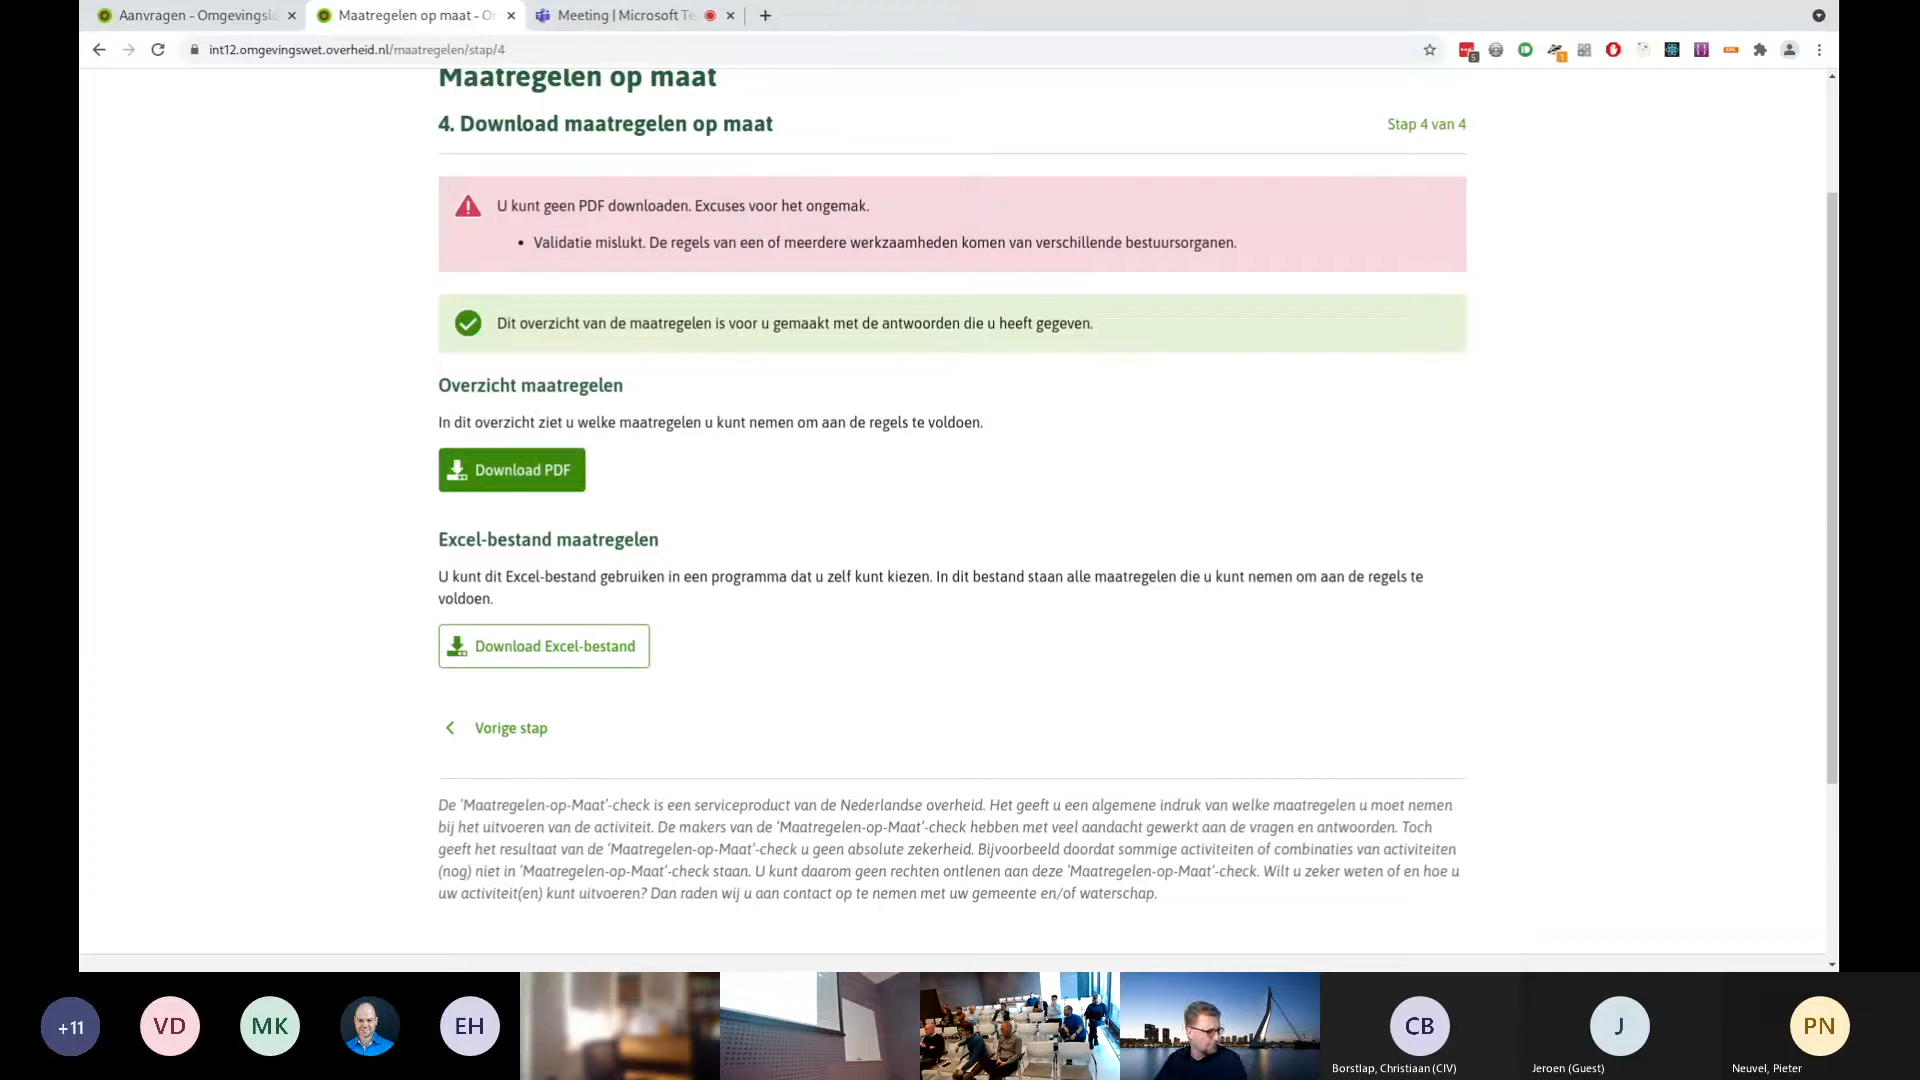 Aanvragen - Omgevingslo
Maatregelen op maat - O
Meeting | Microsoft Te
int12.omgevingswet.overheid.nl/maatregelen/stap/4
5
1
Maatregelen op maat
4. Download maatregelen op maat
Stap 4 van 4
U kunt geen PDF downloaden. Excuses voor het ongemak.
• Validatie mislukt. De regels van een of meerdere werkzaamheden komen van verschillende bestuursorganen.
Dit overzicht van de maatregelen is voor u gemaakt met de antwoorden die u heeft gegeven.
Overzicht maatregelen
In dit overzicht ziet u welke maatregelen u kunt nemen om aan de regels te voldoen.
Download PDF
Excel-bestand maatregelen
U kunt dit Excel-bestand gebruiken in een programma dat u zelf kunt kiezen. In dit bestand staan alle maatregelen die u kunt nemen om aan de regels te
voldoen.
Download Excel-bestand
Vorige stap
De 'Maatregelen-op-Maat'-check is een serviceproduct van de Nederlandse overheid. Het geeft u een algemene indruk van welke maatregelen u moet nemen
bij het uitvoeren van de activiteit. De makers van de 'Maatregelen-op-Maat'-check hebben met veel aandacht gewerkt aan de vragen en antwoorden. Toch
geeft het resultaat van de 'Maatregelen-op-Maat'-check u geen absolute zekerheid. Bijvoorbeeld doordat sommige activiteiten of combinaties van activiteiten
(nog) niet in 'Maatregelen-op-Maat'-check staan. U kunt daarom geen rechten ontlenen aan deze 'Maatregelen-op-Maat'-check. Wilt u zeker weten of en hoe u
uw activiteit(en) kunt uitvoeren? Dan raden wij u aan contact op te nemen met uw gemeente en/of waterschap.
+11
VD
MK
EH
CB
J
PN
Borstlap, Christiaan (CIV)
Jeroen (Guest)
Neuvel, Pieter